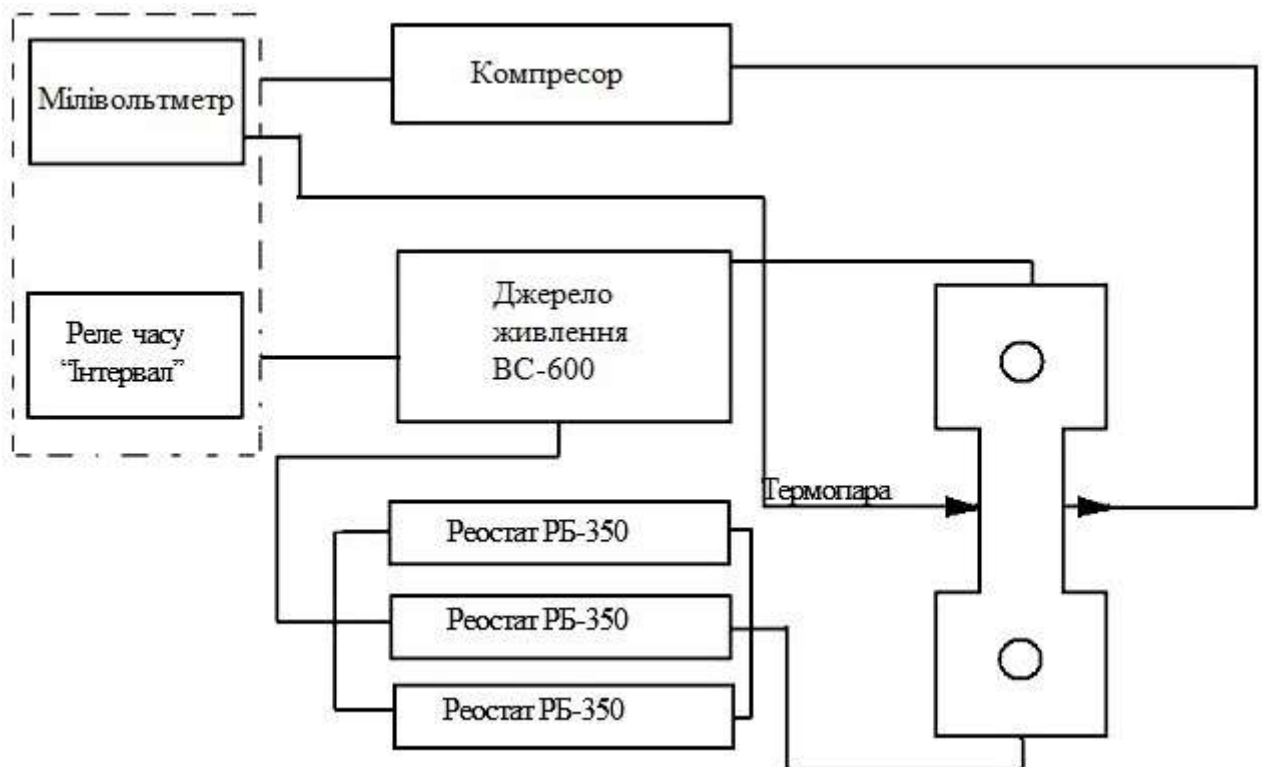 Мілівольтметр
Компресор
Реле часу
“Інтервал”
Джерело
живлення
ВС-600
Термопара
Реостат РБ-350
Реостат РБ-350
Реостат РБ-350